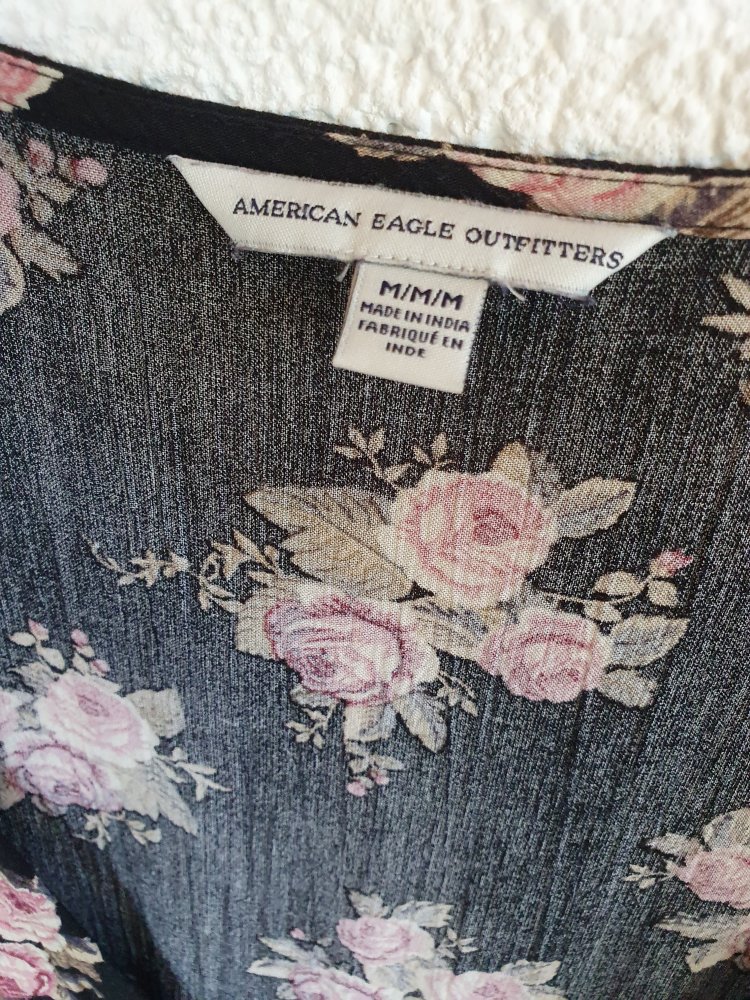 AMERICAN EAGLE OUTFITTERS
M/M/M
MADE IN INDIA
FABRIQUÉ EN
INDE